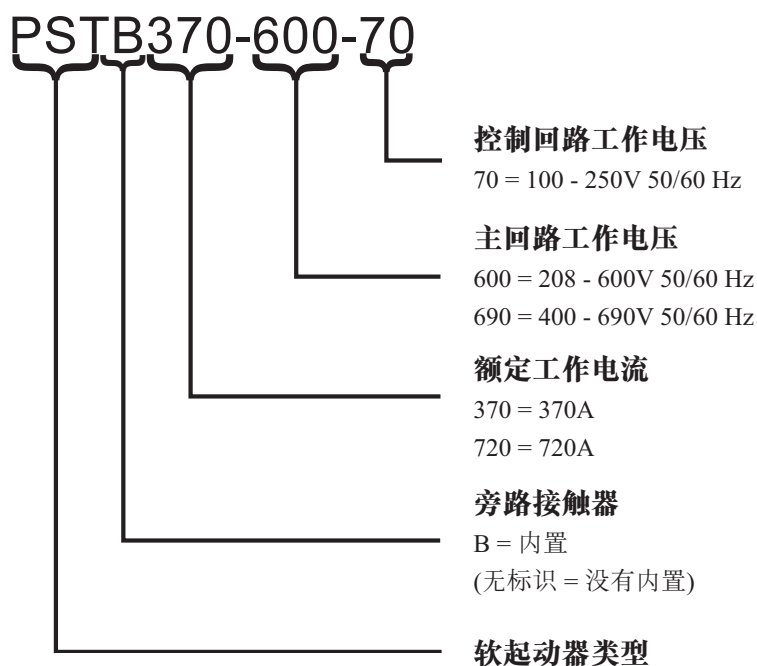 PSTB370-600-70
控制回路工作电压
70 = 100 - 250V 50/60 Hz
主回路工作电压
600 = 208 - 600V 50/60 Hz
690 = 400 - 690V 50/60 Hz
额定工作电流
370 = 370A
720 = 720A
旁路接触器
B = 内置
(无标识 = 没有内置)
软起动器类型